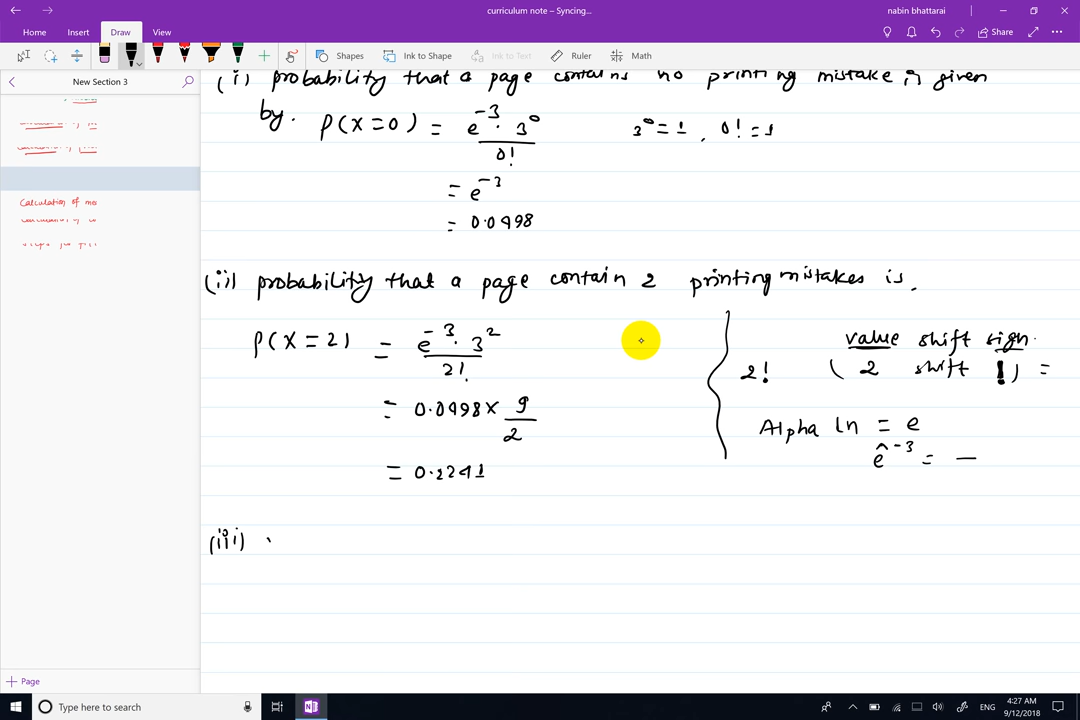 curriculum note – Syncing...
nabin bhattarai
Home Insert Draw View
Share
Shapes Ink to Shape Ink to Text Ruler Math
New Section 3
Calculation of
(i) probability that a page contains no printing mistake is given
by. P(X=0) = e^-3 · 3^0 / 0! 3^0 = 1 , 0! = 1
= e^-3
= 0.0498
(ii) probability that a page contain 2 printing mistakes is.
P(X=2) = e^-3 · 3^2 / 2!
= 0.0498 × 9/2
= 0.2241
value shift sign.
2! ( 2 shift !) =
Alpha ln = e
e^-3 = —
(iii)
Page
Type here to search
ENG
4:27 AM
9/12/2018